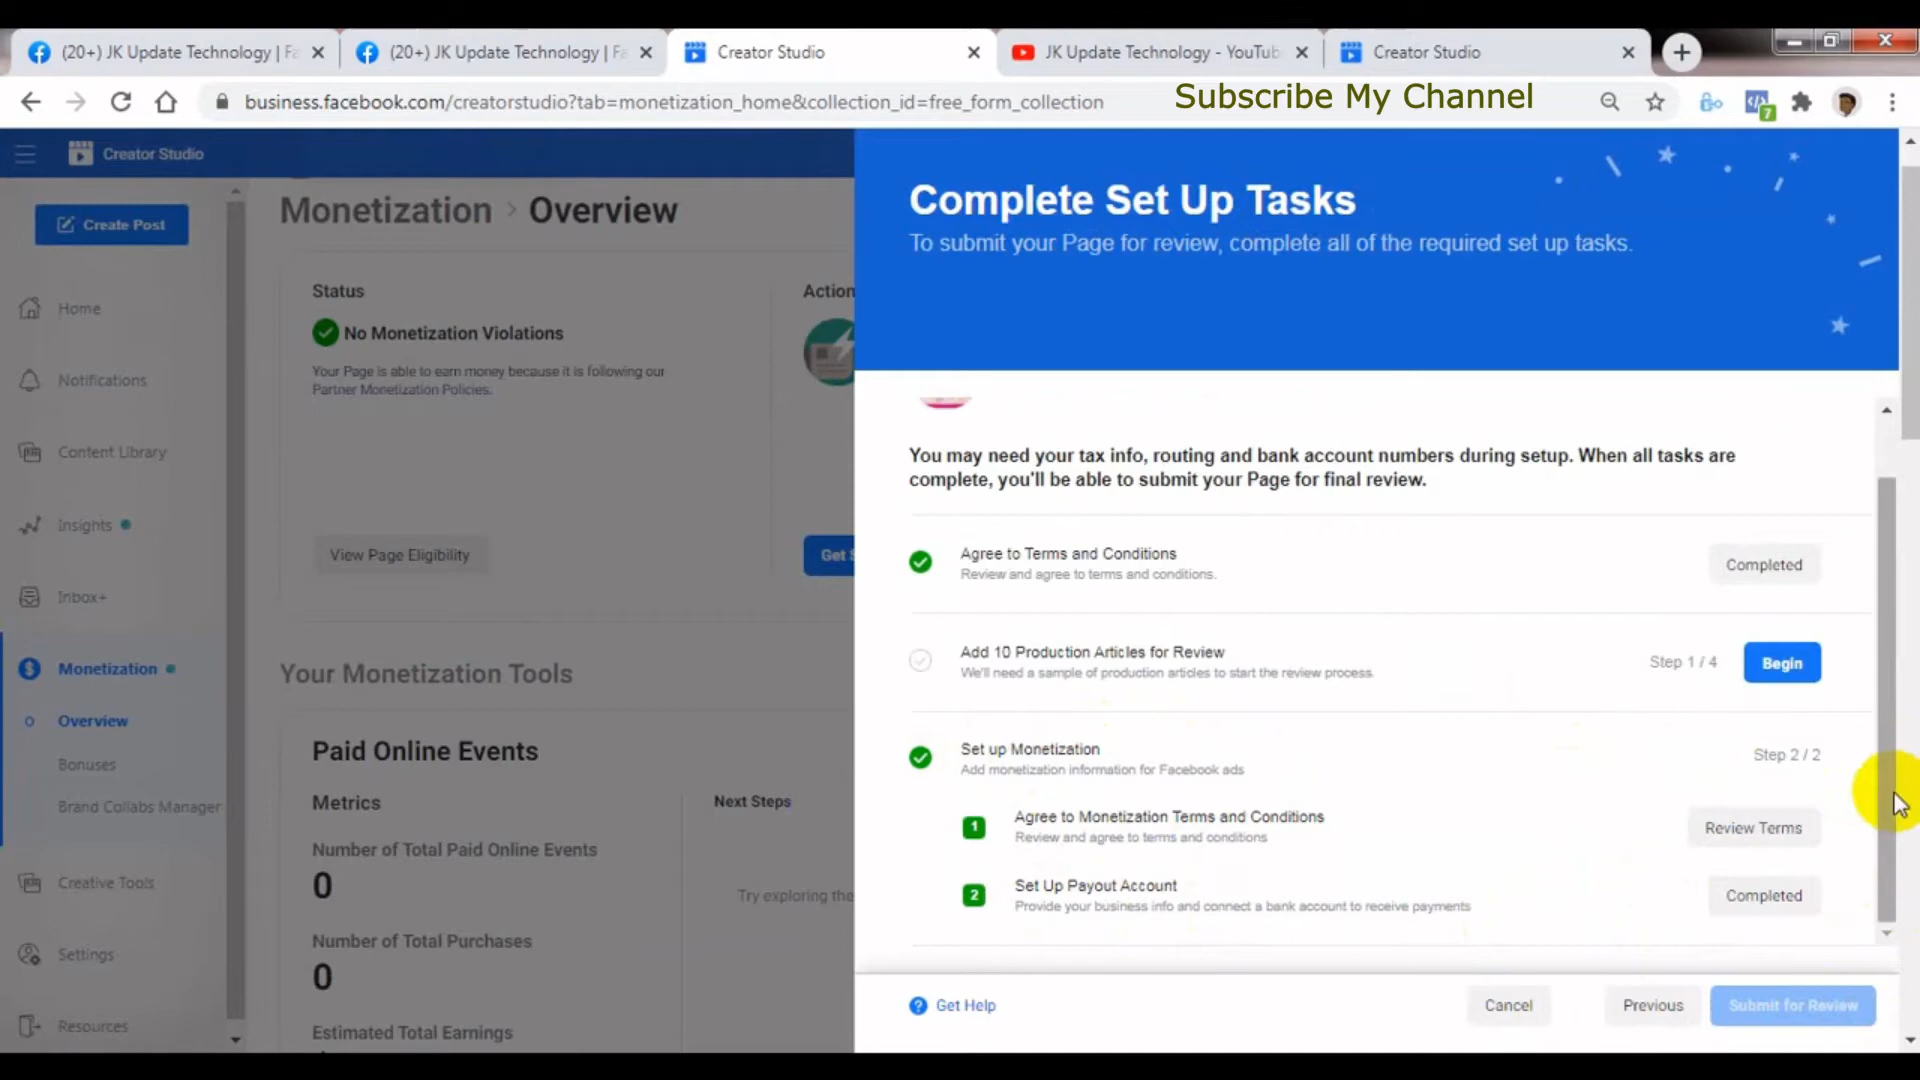 (20+) JK Update Technology | Fa
(20+) JK Update Technology | Fa
Creator Studio
JK Update Technology - YouTub
Creator Studio
business.facebook.com/creatorstudio?tab=monetization_home&collection_id=free_form_collection
Subscribe My Channel
7
Creator Studio
Create Post
Home
Notifications
Content Library
Insights
Inbox+
Monetization
Overview
Bonuses
Brand Collabs Manager
Creative Tools
Settings
Resources
Monetization > Overview
Status
No Monetization Violations
Your Page is able to earn money because it is following our
Partner Monetization Policies.
View Page Eligibility
Action
Get S
Your Monetization Tools
Paid Online Events
Metrics
Number of Total Paid Online Events
0
Number of Total Purchases
0
Estimated Total Earnings
Next Steps
Try exploring the
Complete Set Up Tasks
To submit your Page for review, complete all of the required set up tasks.
You may need your tax info, routing and bank account numbers during setup. When all tasks are
complete, you'll be able to submit your Page for final review.
Agree to Terms and Conditions
Review and agree to terms and conditions.
Completed
Add 10 Production Articles for Review
We'll need a sample of production articles to start the review process.
Step 1 / 4
Begin
Set up Monetization
Add monetization information for Facebook ads
Step 2 / 2
1
Agree to Monetization Terms and Conditions
Review and agree to terms and conditions
Review Terms
2
Set Up Payout Account
Provide your business info and connect a bank account to receive payments
Completed
Get Help
Cancel
Previous
Submit for Review